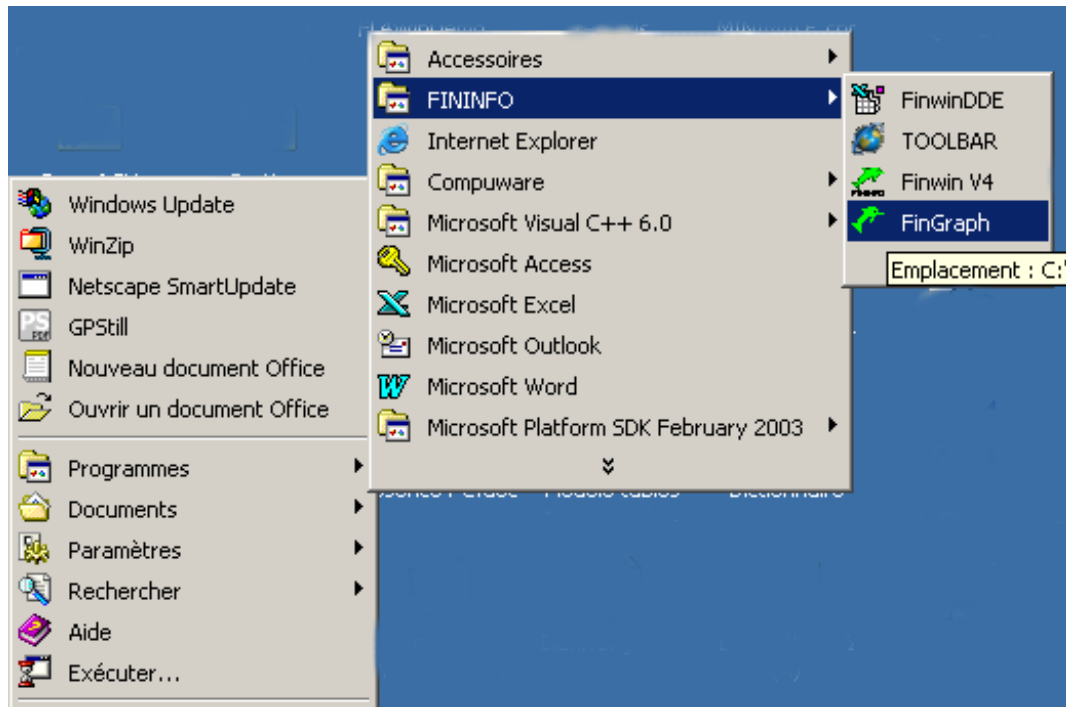 Accessoires
FININFO
Internet Explorer
Compuware
Microsoft Visual C++ 6.0
Microsoft Access
Microsoft Excel
Microsoft Outlook
Microsoft Word
Microsoft Platform SDK February 2003
FinwinDDE
TOOLBAR
Finwin V4
FinGraph
Emplacement : C:
Windows Update
WinZip
Netscape SmartUpdate
GPStill
Nouveau document Office
Ouvrir un document Office
Programmes
Documents
Paramètres
Rechercher
Aide
Exécuter...